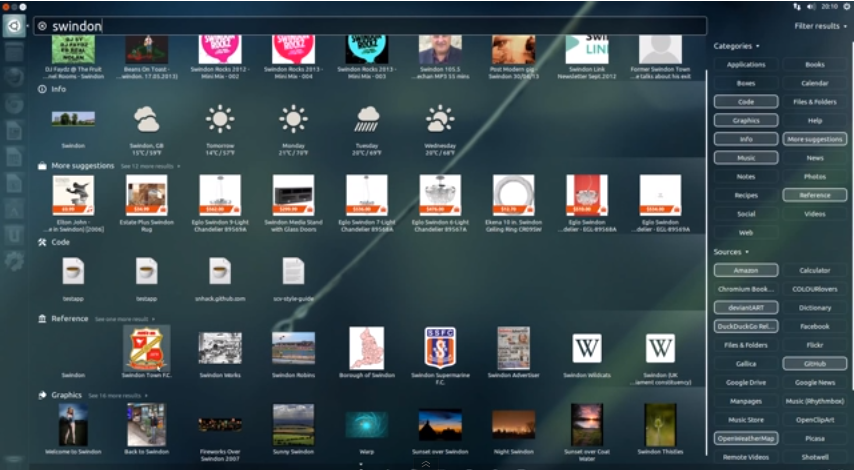 20:10
swindon
Filter results
DJ Faydz @ The Fruit
...nel Rooms - Swindon
Beans On Toast -
...windon. 17.05.2013)
Swindon Rocks 2012 -
Mini Mix - 002
Swindon Rocks 2013 -
Mini Mix - 004
Swindon Rocks 2013 -
Mini Mix - 003
Swindon 105.5
...echan MP3 55 mins
Post Modern gig
Swindon 30/04/13
Swindon Link
Newsletter Sept.2012
Former Swindon Town
...e talks about his exit
Info
Swindon
Swindon, GB
15°C / 59°F
Tomorrow
14°C / 57°F
Monday
21°C / 70°F
Tuesday
20°C / 69°F
Wednesday
20°C / 68°F
More suggestions
See 12 more results
Elton John -
...e in Swindon) [2006]
Estate Plus Swindon
Rug
Eglo Swindon 9-Light
Chandelier 89569A
Swindon Media Stand
with Glass Doors
Eglo Swindon 7-Light
Chandelier 89568A
Eglo Swindon 6-Light
Chandelier 89567A
Ekena 10 in. Swindon
Ceiling Ring CR09SW
Eglo Swindon
...delier - EGL-89568A
Eglo Swindon
...delier - EGL-89569A
Code
testapp
testapp
snhack.github.com
scs-style-guide
Reference
See one more result
Swindon
Swindon Town F.C.
Swindon Works
Swindon Robins
Borough of Swindon
SSFC
Swindon Supermarine
F.C.
Swindon Advertiser
W
Swindon Wildcats
W
Swindon (UK
...iament constituency)
Graphics
See 16 more results
Welcome to Swindon
Back to Swindon
Fireworks Over
Swindon 2007
Sunny Swindon
Warp
Sunset over Swindon
Night Swindon
Sunset over Coat
Water
Swindon Thistles
Categories
Applications
Books
Boxes
Calendar
Code
Files & Folders
Graphics
Help
Info
More suggestions
Music
News
Notes
Photos
Recipes
Reference
Social
Videos
Web
Sources
Amazon
Calculator
Chromium Book...
COLOURlovers
deviantART
Dictionary
DuckDuckGo Rel...
Facebook
Files & Folders
Flickr
Gallica
GitHub
Google Drive
Google News
Manpages
Music (Rhythmbox)
Music Store
OpenClipArt
OpenWeatherMap
Picasa
Remote Videos
Shotwell